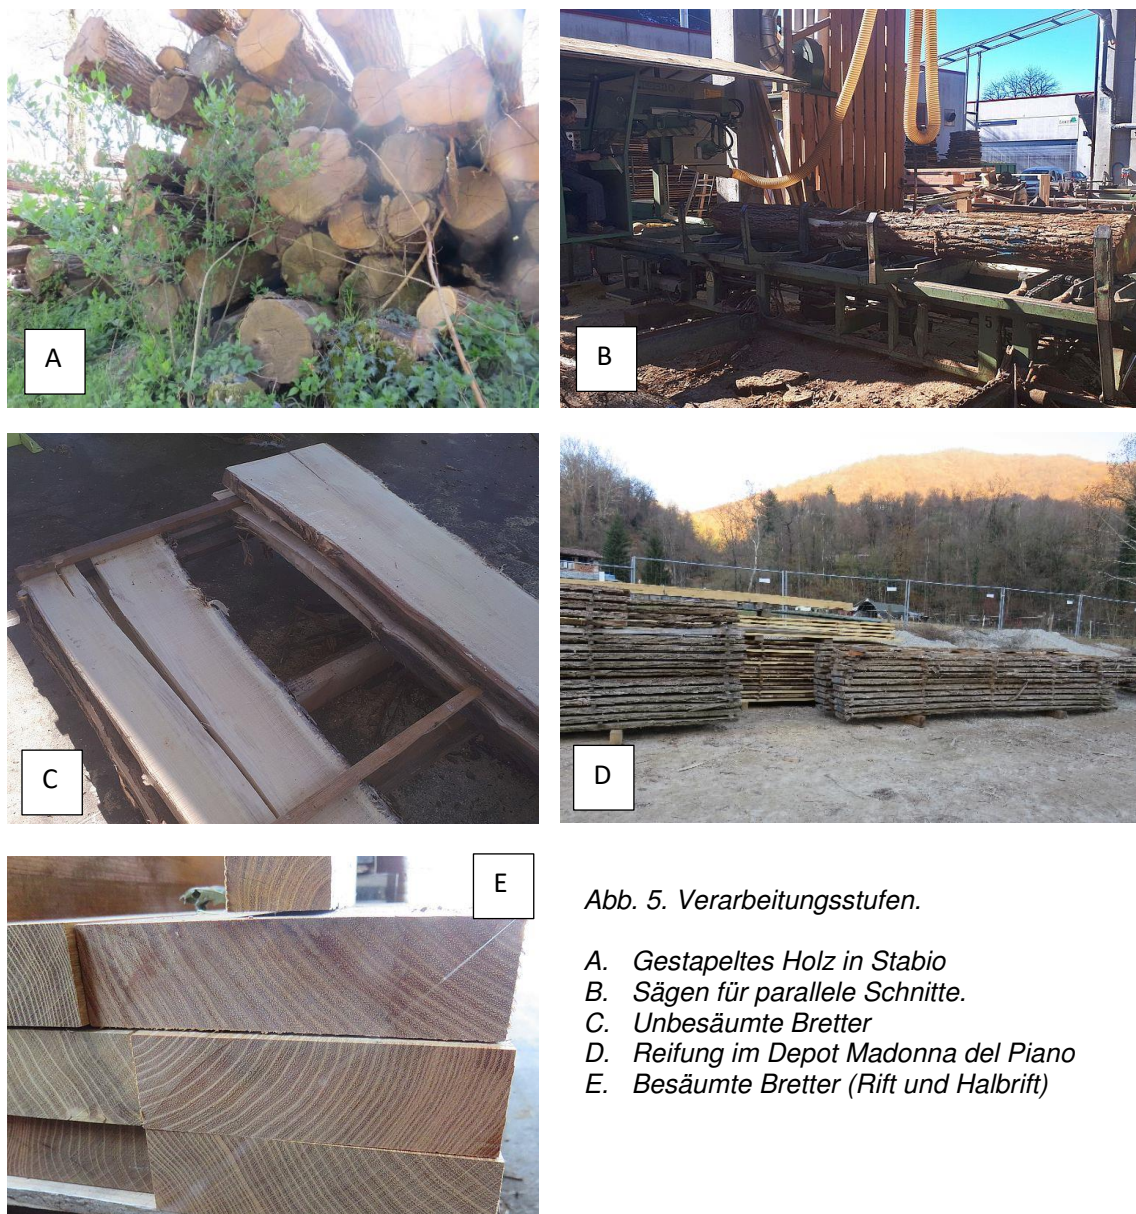 A
B
C
D
E
Abb. 5. Verarbeitungsstufen.
A. Gestapeltes Holz in Stabio
B. Sägen für parallele Schnitte.
C. Unbesäumte Bretter
D. Reifung im Depot Madonna del Piano
E. Besäumte Bretter (Rift und Halbrift)